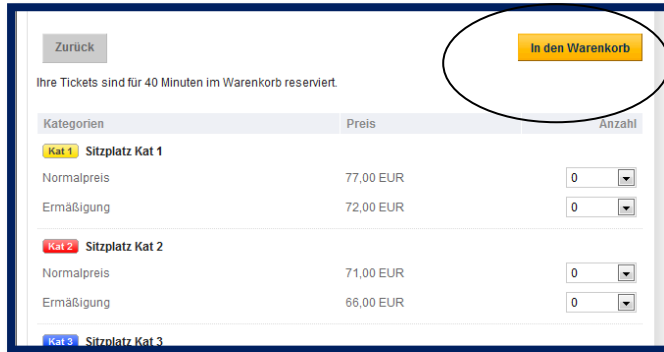 Zurück
In den Warenkorb
Ihre Tickets sind für 40 Minuten im Warenkorb reserviert.
Kategorien Preis Anzahl
Kat 1 Sitzplatz Kat 1
Normalpreis 77,00 EUR 0
Ermäßigung 72,00 EUR 0
Kat 2 Sitzplatz Kat 2
Normalpreis 71,00 EUR 0
Ermäßigung 66,00 EUR 0
Kat 3 Sitzplatz Kat 3